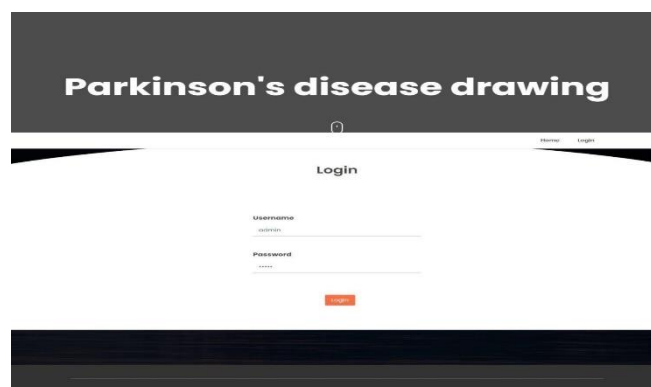 Parkinson's disease drawing
Home Login
Login
Username
admin
Password
•••••
Login